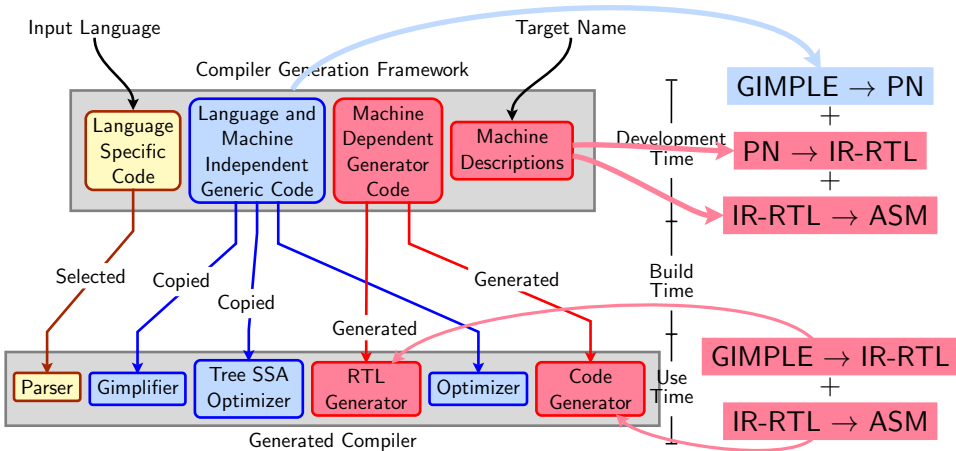 Input Language
Target Name
Compiler Generation Framework
Language
Specific
Code
Language and
Machine
Independent
Generic Code
Machine
Dependent
Generator
Code
Machine
Descriptions
Development
Time
GIMPLE → PN
+
PN → IR-RTL
+
IR-RTL → ASM
Selected
Copied
Copied
Generated
Generated
Build
Time
Parser
Gimplifier
Tree SSA
Optimizer
RTL
Generator
Optimizer
Code
Generator
Use
Time
GIMPLE → IR-RTL
+
IR-RTL → ASM
Generated Compiler